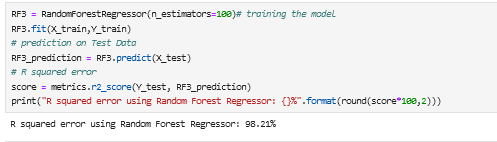 RF3 = RandomForestRegressor(n_estimators=100)# training the model
RF3.fit(X_train,Y_train)
# prediction on Test Data
RF3_prediction = RF3.predict(X_test)
# R squared error
score = metrics.r2_score(Y_test, RF3_prediction)
print("R squared error using Random Forest Regressor: {}%".format(round(score*100,2)))
R squared error using Random Forest Regressor: 98.21%